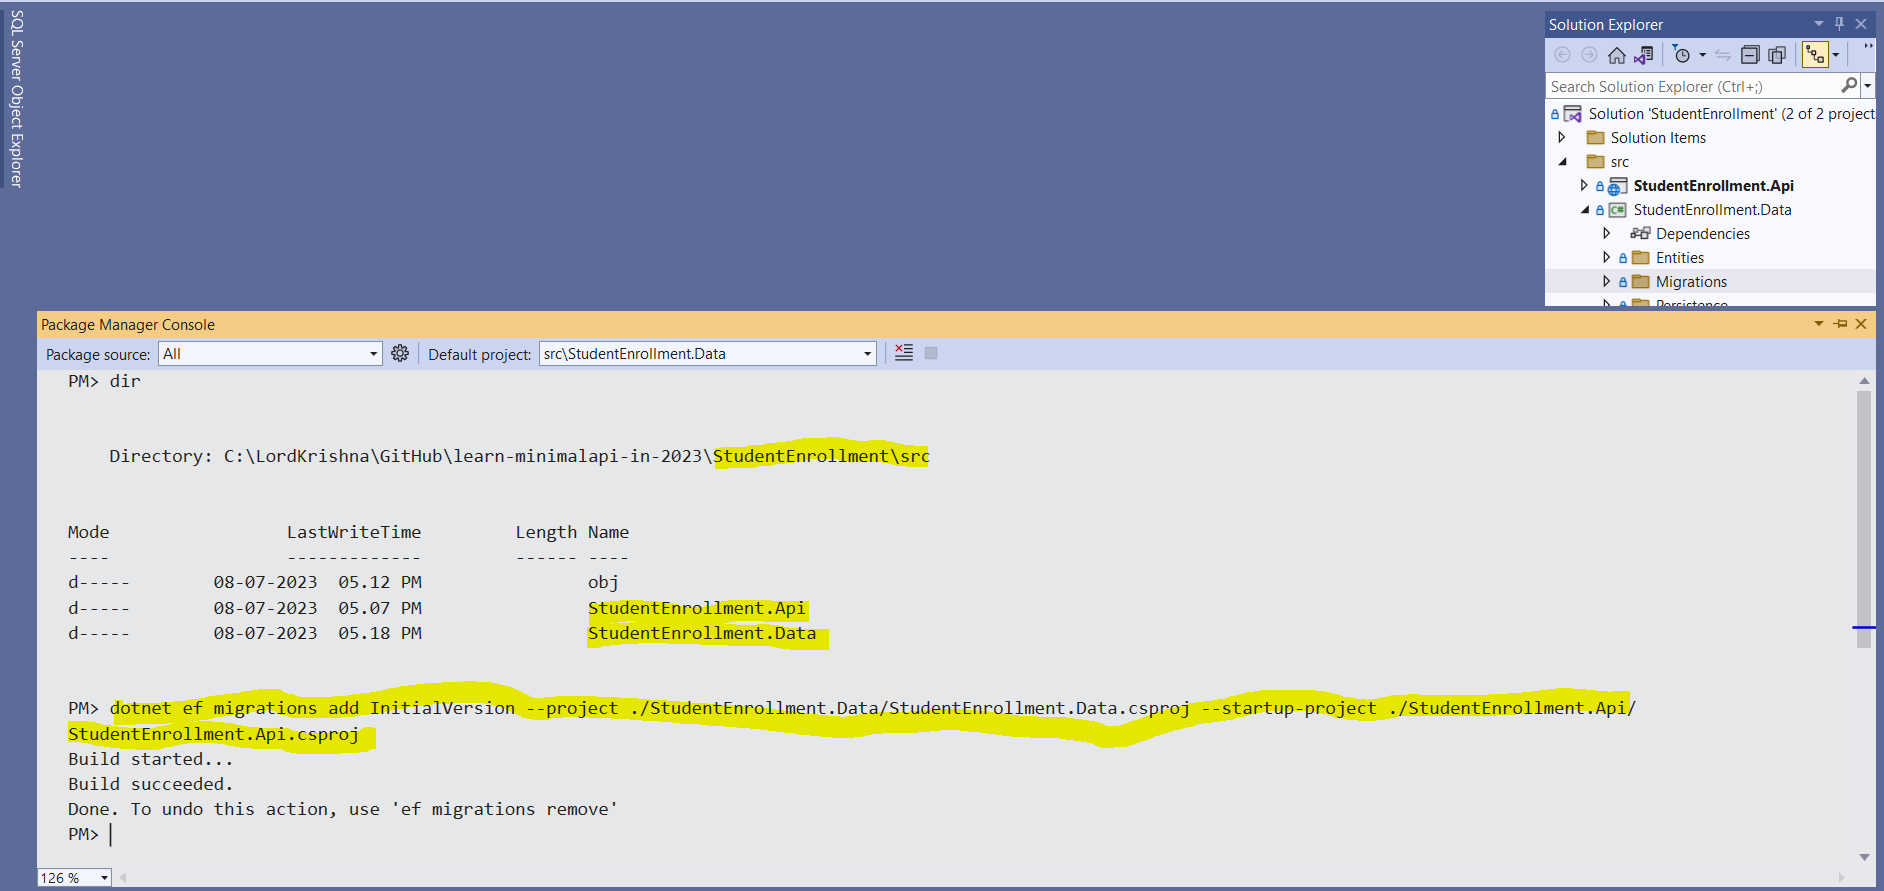 SQL Server Object Explorer
Solution Explorer
Search Solution Explorer (Ctrl+;)
Solution 'StudentEnrollment' (2 of 2 project
Solution Items
src
StudentEnrollment.Api
C# StudentEnrollment.Data
Dependencies
Entities
Migrations
Persistence
Package Manager Console
Package source: All Default project: src\StudentEnrollment.Data
PM> dir
Directory: C:\LordKrishna\GitHub\learn-minimalapi-in-2023\StudentEnrollment\src
Mode LastWriteTime Length Name
---- ------------- ------ ----
d----- 08-07-2023 05.12 PM obj
d----- 08-07-2023 05.07 PM StudentEnrollment.Api
d----- 08-07-2023 05.18 PM StudentEnrollment.Data
PM> dotnet ef migrations add InitialVersion --project ./StudentEnrollment.Data/StudentEnrollment.Data.csproj --startup-project ./StudentEnrollment.Api/
StudentEnrollment.Api.csproj
Build started...
Build succeeded.
Done. To undo this action, use 'ef migrations remove'
PM>
126 %